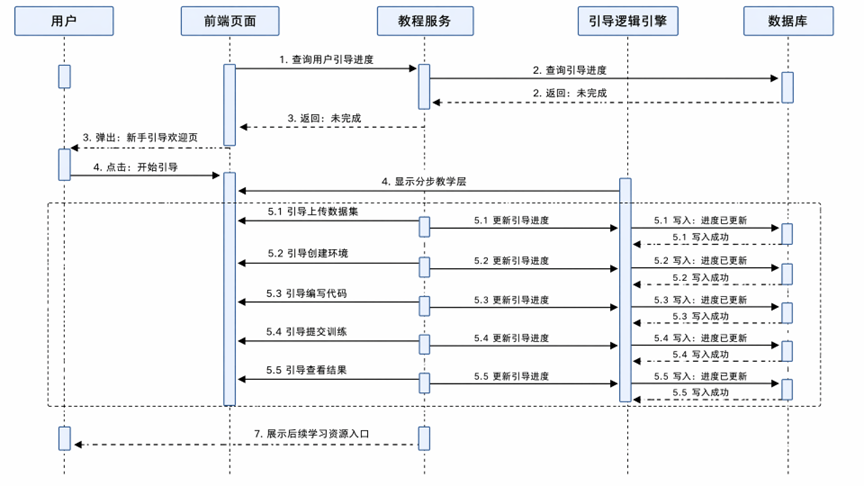 用户
前端页面
教程服务
引导逻辑引擎
数据库
1. 查询用户引导进度
2. 查询引导进度
2. 返回：未完成
3. 返回：未完成
3. 弹出：新手引导欢迎页
4. 点击：开始引导
4. 显示分步教学层
5.1 引导上传数据集
5.1 更新引导进度
5.1 写入：进度已更新
5.1 写入成功
5.2 引导创建环境
5.2 更新引导进度
5.2 写入：进度已更新
5.2 写入成功
5.3 引导编写代码
5.3 更新引导进度
5.3 写入：进度已更新
5.3 写入成功
5.4 引导提交训练
5.4 更新引导进度
5.4 写入：进度已更新
5.4 写入成功
5.5 引导查看结果
5.5 更新引导进度
5.5 写入：进度已更新
5.5 写入成功
7. 展示后续学习资源入口